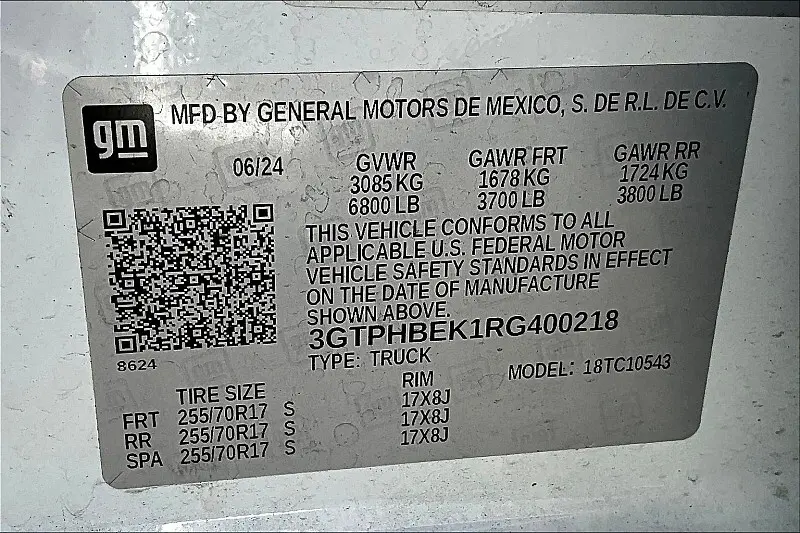 gm MFD BY GENERAL MOTORS DE MEXICO, S. DE R.L. DE C.V.
06/24 GVWR GAWR FRT GAWR RR
3085 KG 1678 KG 1724 KG
6800 LB 3700 LB 3800 LB
THIS VEHICLE CONFORMS TO ALL
APPLICABLE U.S. FEDERAL MOTOR
VEHICLE SAFETY STANDARDS IN EFFECT
ON THE DATE OF MANUFACTURE
SHOWN ABOVE.
3GTPHBEK1RG400218
8624 TYPE: TRUCK MODEL: 18TC10543
TIRE SIZE RIM
FRT 255/70R17 S 17X8J
RR 255/70R17 S 17X8J
SPA 255/70R17 S 17X8J